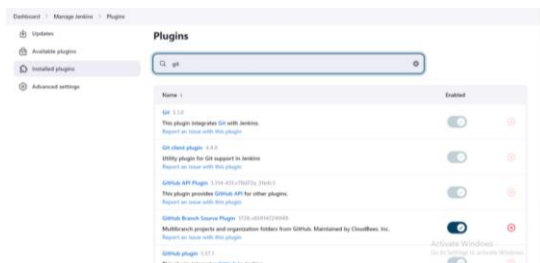 Dashboard > Manage Jenkins > Plugins
Updates
Available plugins
Installed plugins
Advanced settings
Plugins
git
Name ↓
Enabled
Git
This plugin integrates Git with Jenkins.
Report an issue with this plugin
Git client plugin
Utility plugin for Git support in Jenkins
Report an issue with this plugin
GitHub API Plugin
This plugin provides GitHub API for other plugins.
Report an issue with this plugin
GitHub Branch Source Plugin
Multibranch projects and organization folders from GitHub. Maintained by CloudBees, Inc.
Report an issue with this plugin
GitHub plugin
Activate Windows
Go to Settings to activate Windows.